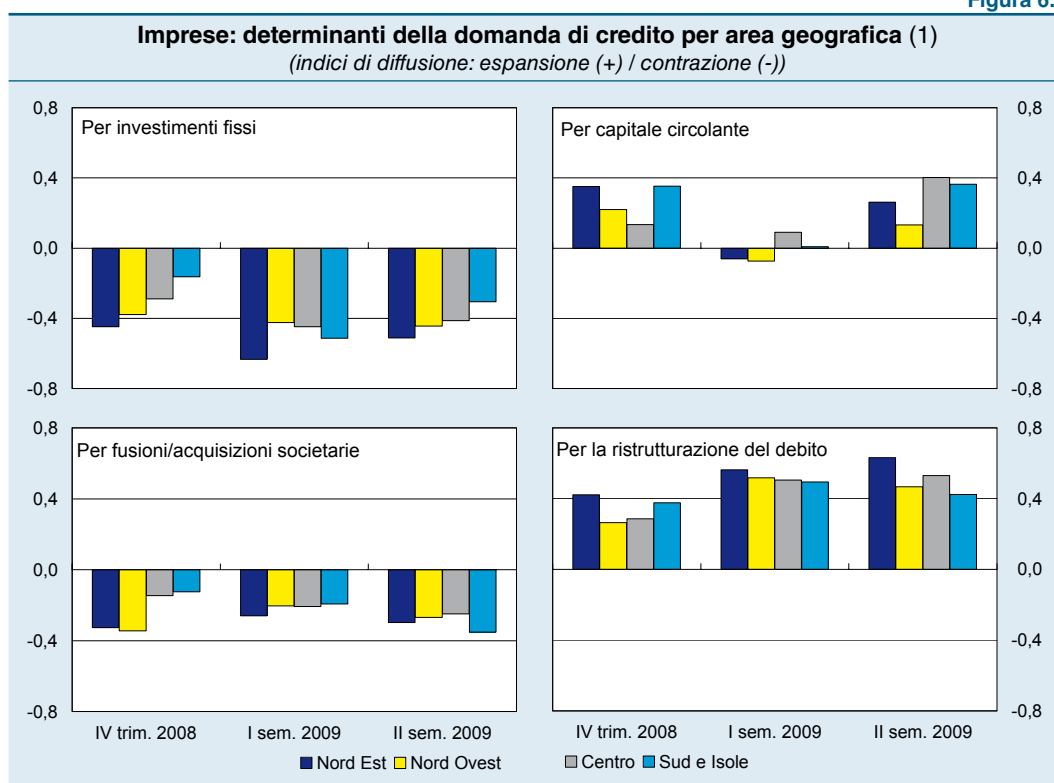 Figura 6.
Imprese: determinanti della domanda di credito per area geografica (1)
(indici di diffusione: espansione (+) / contrazione (-))
0,8
0,4
0,0
-0,4
-0,8
Per investimenti fissi
Per capitale circolante
0,8
0,4
0,0
-0,4
-0,8
0,8
0,4
0,0
-0,4
-0,8
Per fusioni/acquisizioni societarie
Per la ristrutturazione del debito
0,8
0,4
0,0
-0,4
-0,8
IV trim. 2008 I sem. 2009 II sem. 2009
IV trim. 2008 I sem. 2009 II sem. 2009
Nord Est Nord Ovest Centro Sud e Isole